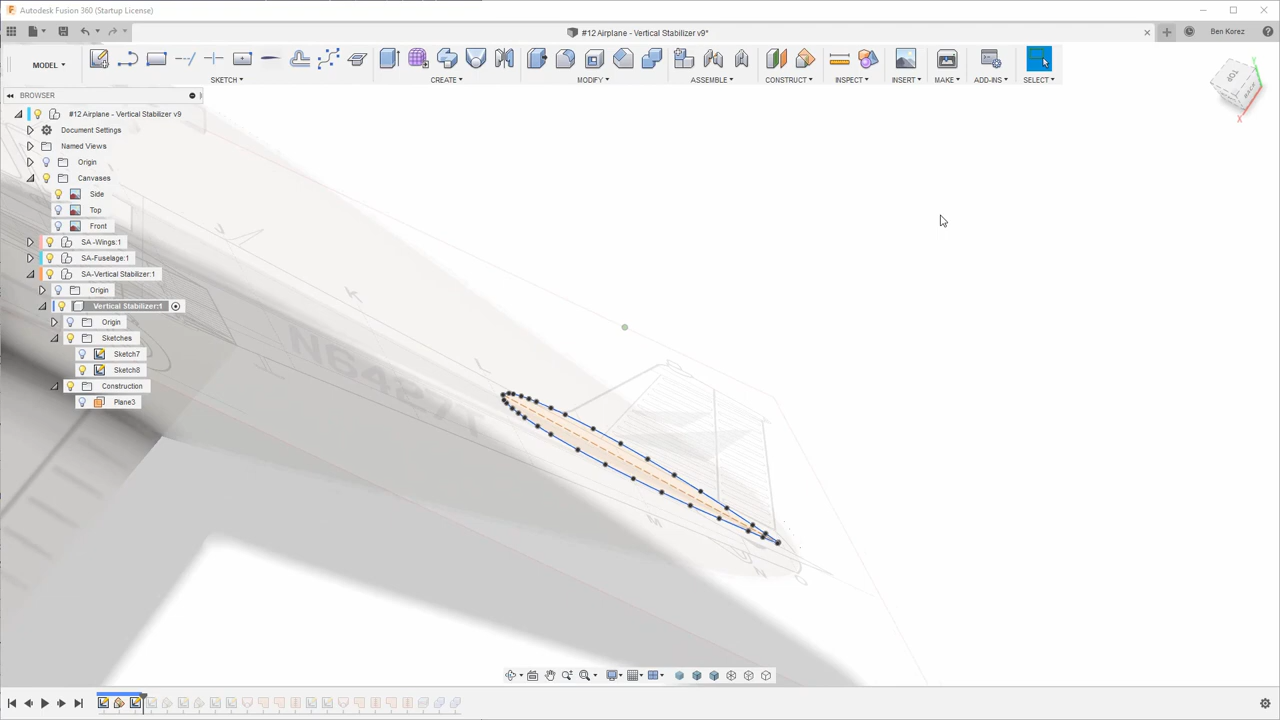 Autodesk Fusion 360 (Startup License)
#12 Airplane - Vertical Stabilizer v9*
Ben Korez
MODEL
SKETCH
CREATE
MODIFY
ASSEMBLE
CONSTRUCT
INSPECT
INSERT
MAKE
ADD-INS
SELECT
BROWSER
TOP
BACK
Y
X
#12 Airplane - Vertical Stabilizer v9
Document Settings
Named Views
Origin
Canvases
Side
Top
Front
SA -Wings:1
SA-Fuselage:1
SA-Vertical Stabilizer:1
Origin
Vertical Stabilizer:1
Origin
Sketches
Sketch7
Sketch8
Construction
Plane3